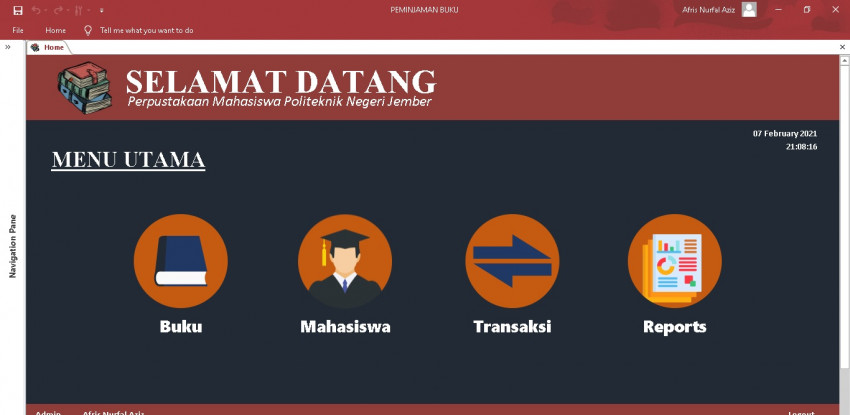 PEMINJAMAN BUKU
Afris Nurfal Aziz
File Home Tell me what you want to do
Home
SELAMAT DATANG
Perpustakaan Mahasiswa Politeknik Negeri Jember
07 February 2021
21:08:16
MENU UTAMA
Navigation Pane
Buku Mahasiswa Transaksi Reports
Admin Afris Nurfal Aziz Logout